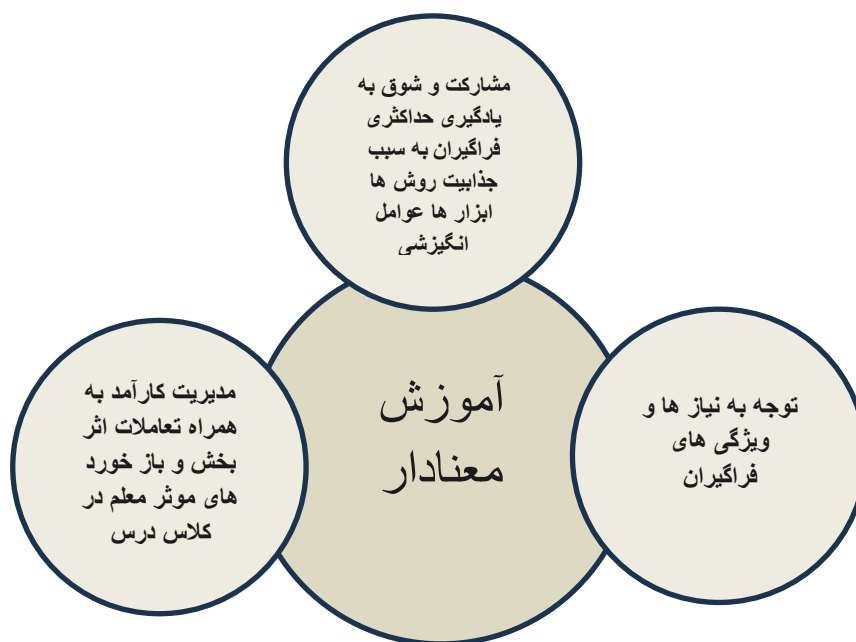 مشارکت و شوق به
یادگیری حداکثری
فراگیران به سبب
جذابیت روش ها
ابزار ها عوامل
انگیزشی
آموزش
معنادار
توجه به نیاز ها و
ویژگی های
فراگیران
مدیریت کارآمد به
همراه تعاملات اثر
بخش و باز خورد
های موثر معلم در
کلاس درس